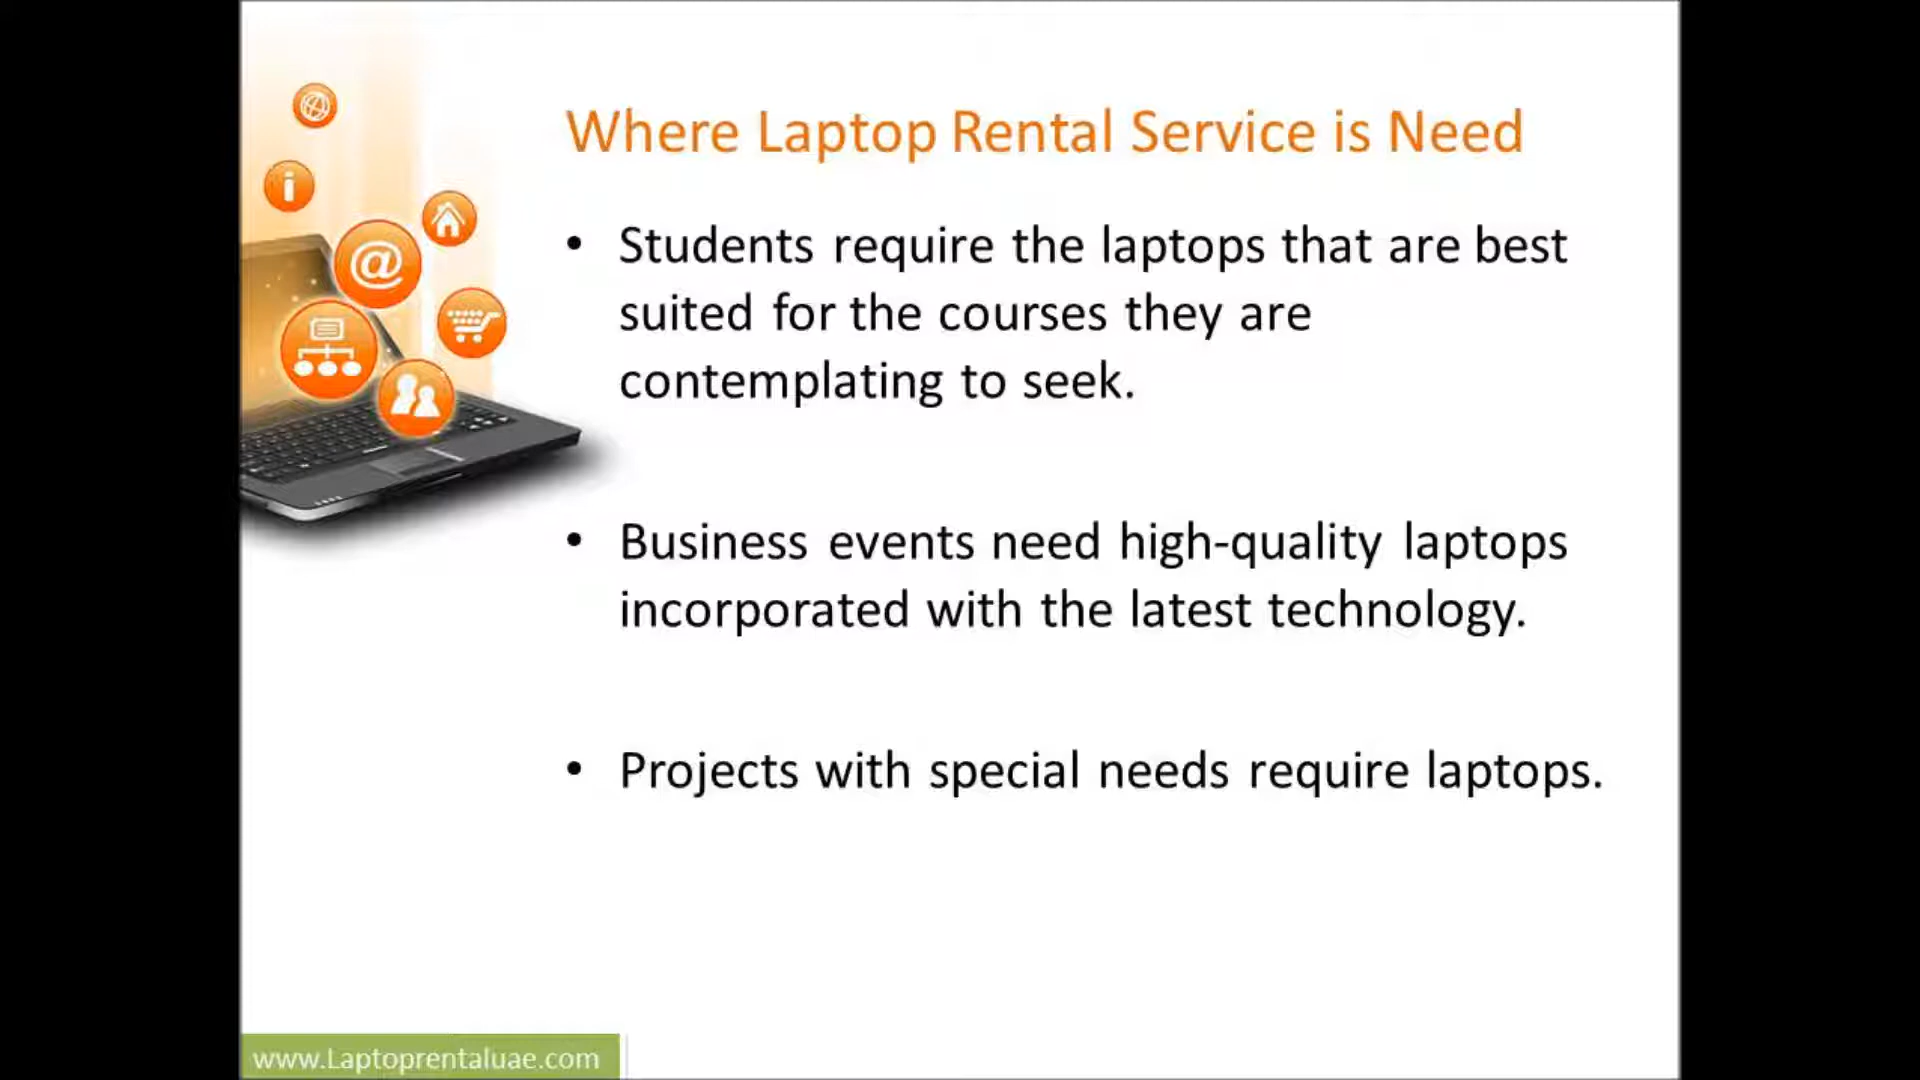 Where Laptop Rental Service is Need
• Students require the laptops that are best
suited for the courses they are
contemplating to seek.
• Business events need high-quality laptops
incorporated with the latest technology.
• Projects with special needs require laptops.
www.Laptoprentaluae.com